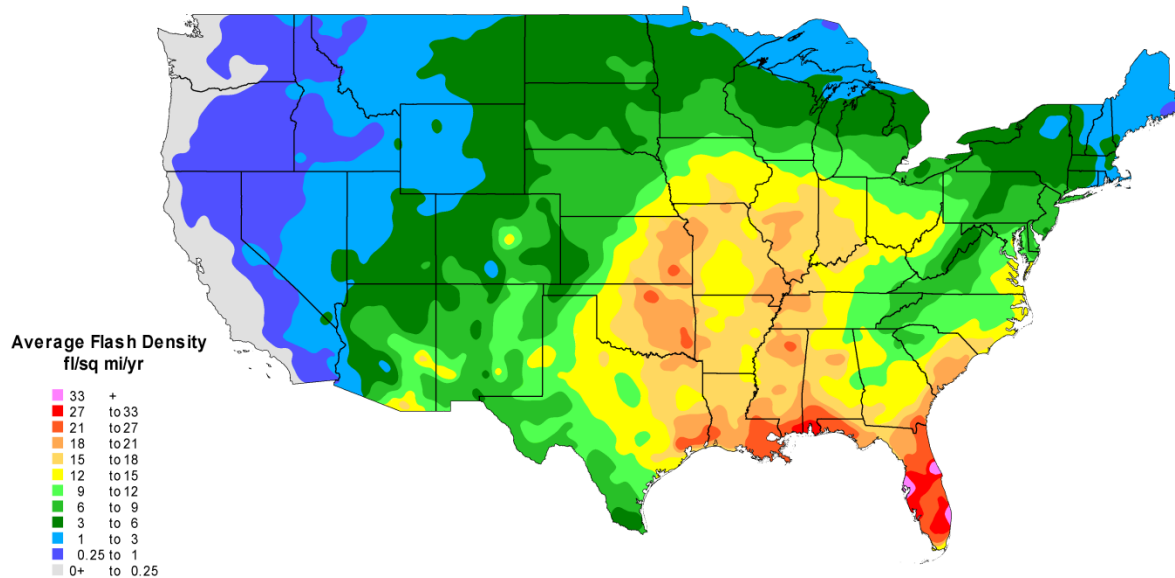 Average Flash Density
fl/sq mi/yr
33 +
27 to 33
21 to 27
18 to 21
15 to 18
12 to 15
9 to 12
6 to 9
3 to 6
1 to 3
0.25 to 1
0+ to 0.25